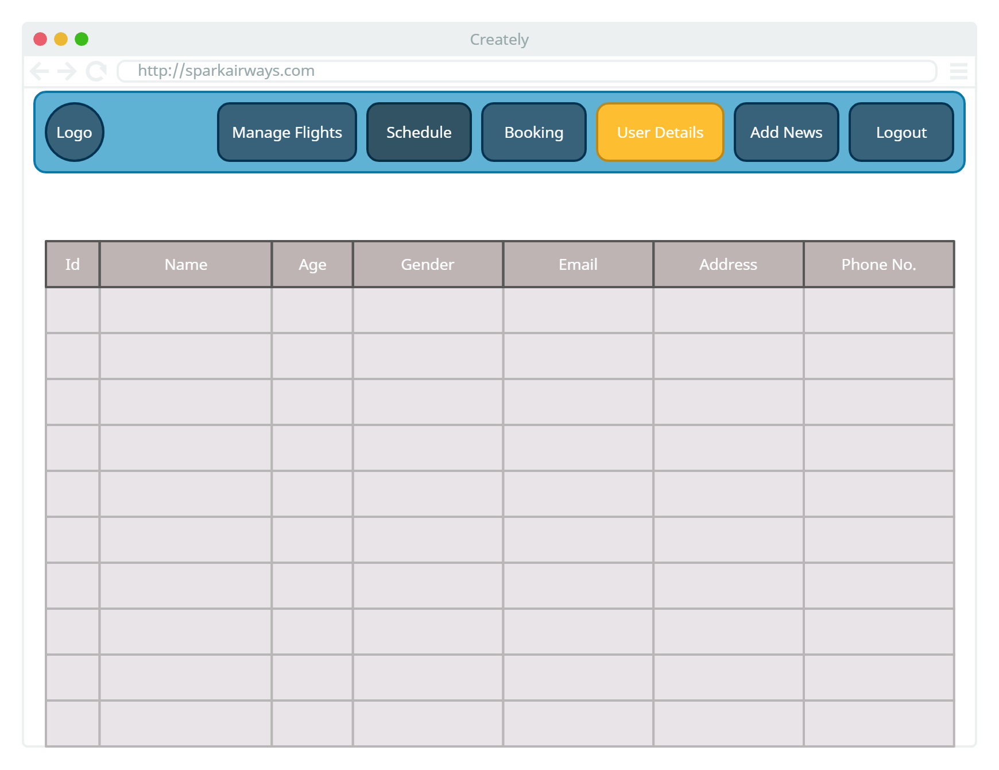 Creately
http://sparkairways.com
Logo
Manage Flights
Schedule
Booking
User Details
Add News
Logout
Id
Name
Age
Gender
Email
Address
Phone No.